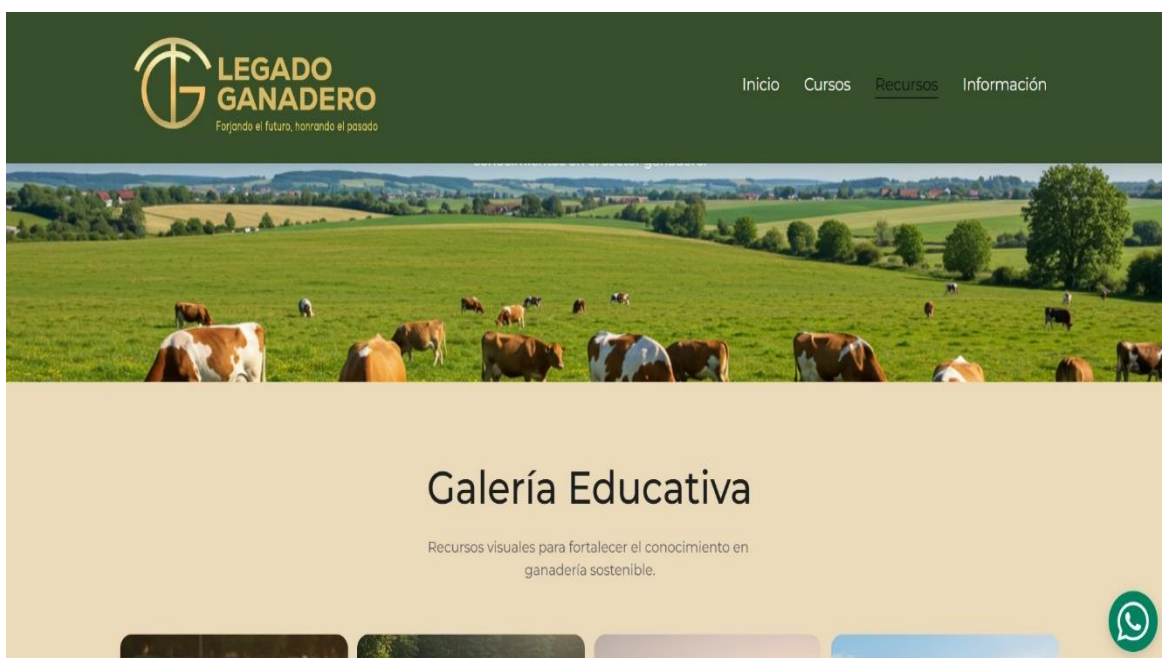 LEGADO
GANADERO
Forjando el futuro, honrando el pasado
Inicio Cursos Recursos Información
Galería Educativa
Recursos visuales para fortalecer el conocimiento en
ganadería sostenible.